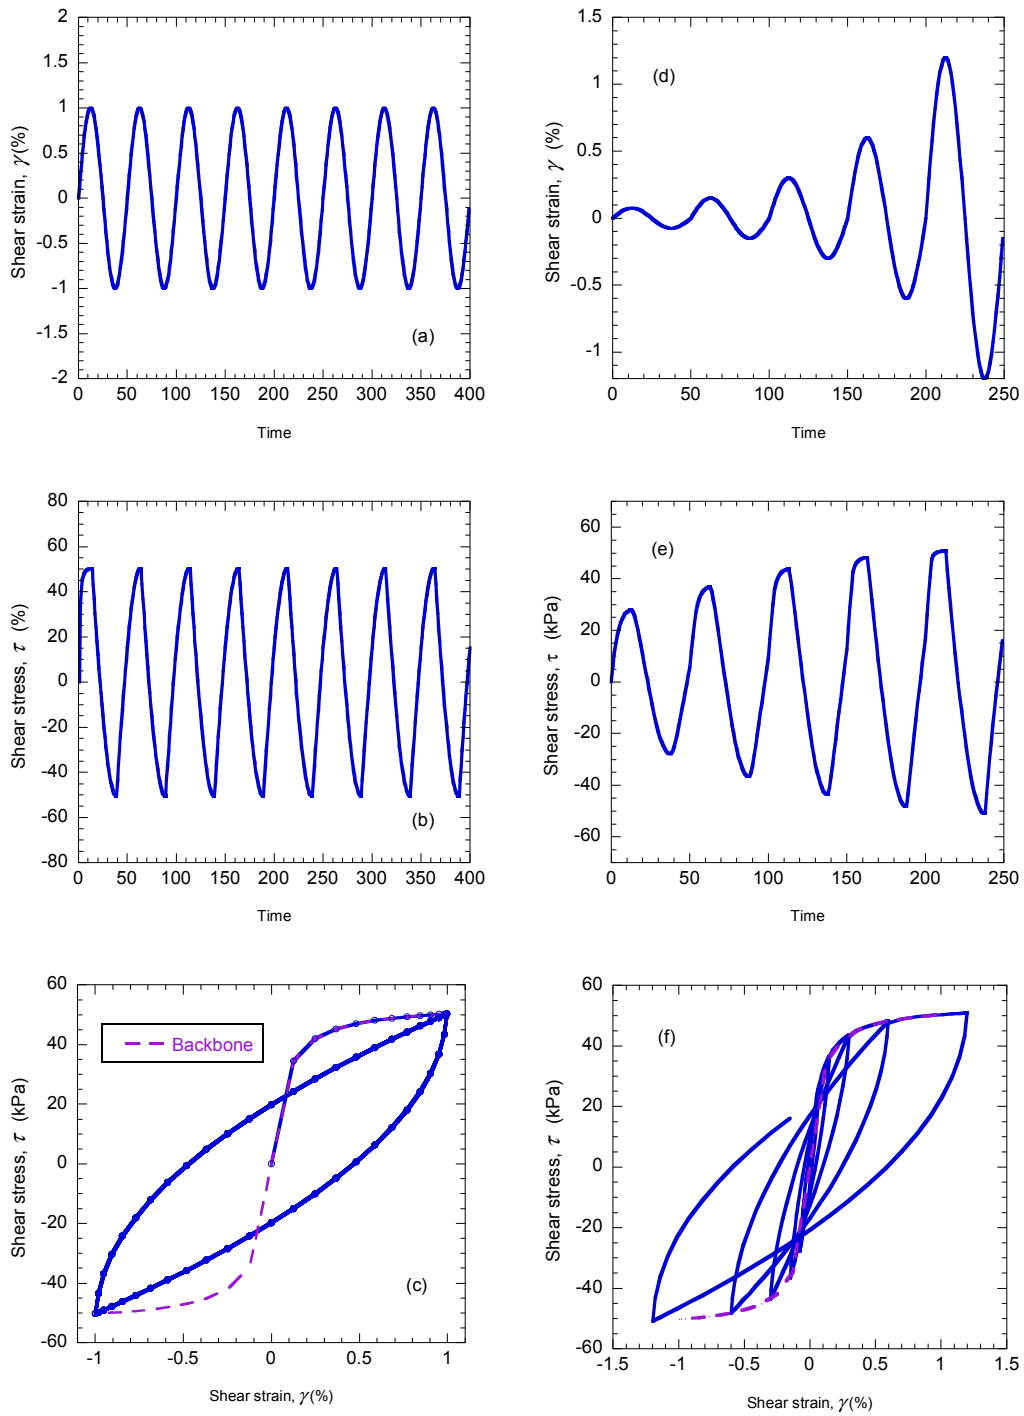 2
1.5
1
0.5
0
-0.5
-1
-1.5
-2
Shear strain, γ(%)
(a)
0 50 100 150 200 250 300 350 400
Time
1.5
1
0.5
0
-0.5
-1
Shear strain, γ (%)
(d)
0 50 100 150 200 250
Time
80
60
40
20
0
-20
-40
-60
-80
Shear stress, τ (%)
(b)
0 50 100 150 200 250 300 350 400
Time
60
40
20
0
-20
-40
-60
Shear stress, τ (kPa)
(e)
0 50 100 150 200 250
Time
60
40
20
0
-20
-40
-60
Shear stress, τ (kPa)
Backbone
(c)
-1 -0.5 0 0.5 1
Shear strain, γ(%)
60
40
20
0
-20
-40
-60
Shear stress, τ (kPa)
(f)
-1.5 -1 -0.5 0 0.5 1 1.5
Shear strain, γ(%)